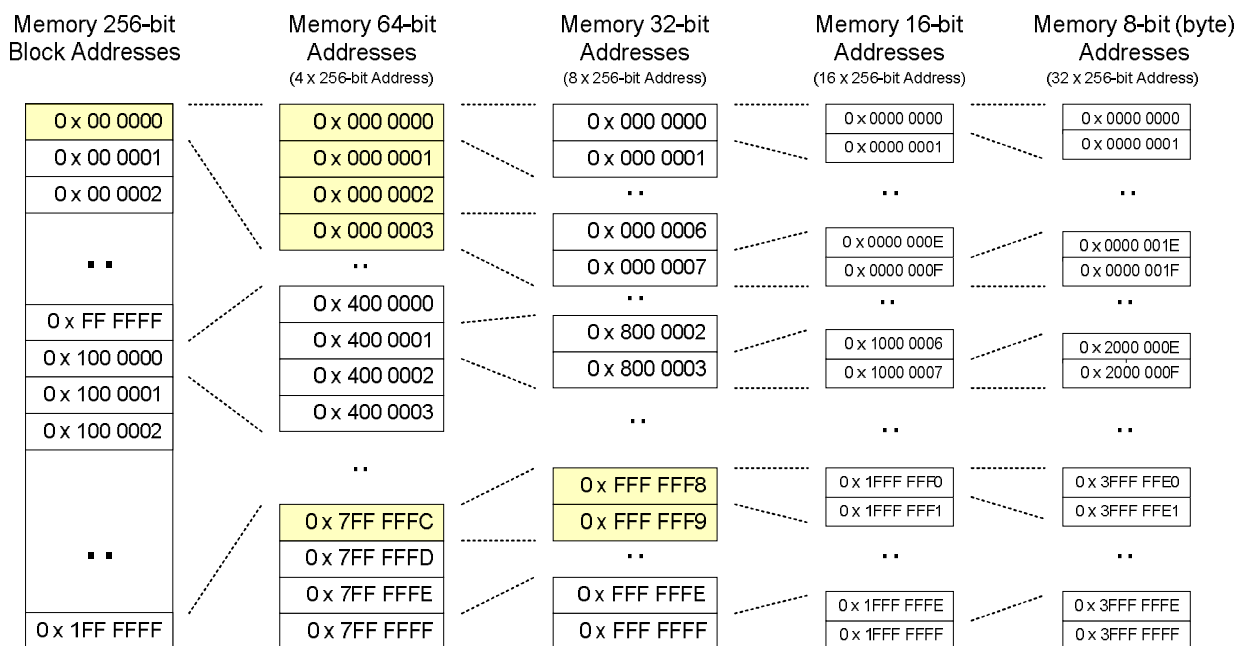 Memory 256-bit
Block Addresses
0 x 00 0000
0 x 00 0001
0 x 00 0002
..
0 x FF FFFF
0 x 100 0000
0 x 100 0001
0 x 100 0002
..
0 x 1FF FFFF
Memory 64-bit
Addresses
(4 x 256-bit Address)
0 x 000 0000
0 x 000 0001
0 x 000 0002
0 x 000 0003
..
0 x 400 0000
0 x 400 0001
0 x 400 0002
0 x 400 0003
..
0 x 7FF FFFC
0 x 7FF FFFD
0 x 7FF FFFE
0 x 7FF FFFF
Memory 32-bit
Addresses
(8 x 256-bit Address)
0 x 000 0000
0 x 000 0001
..
0 x 000 0006
0 x 000 0007
..
0 x 800 0002
0 x 800 0003
..
0 x FFF FFF8
0 x FFF FFF9
..
0 x FFF FFFE
0 x FFF FFFF
Memory 16-bit
Addresses
(16 x 256-bit Address)
0 x 0000 0000
0 x 0000 0001
..
0 x 0000 000E
0 x 0000 000F
..
0 x 1000 0006
0 x 1000 0007
..
0 x 1FFF FFF0
0 x 1FFF FFF1
..
0 x 1FFF FFFE
0 x 1FFF FFFF
Memory 8-bit (byte)
Addresses
(32 x 256-bit Address)
0 x 0000 0000
0 x 0000 0001
..
0 x 0000 001E
0 x 0000 001F
..
0 x 2000 000E
0 x 2000 000F
..
0 x 3FFF FFE0
0 x 3FFF FFE1
..
0 x 3FFF FFFE
0 x 3FFF FFFF